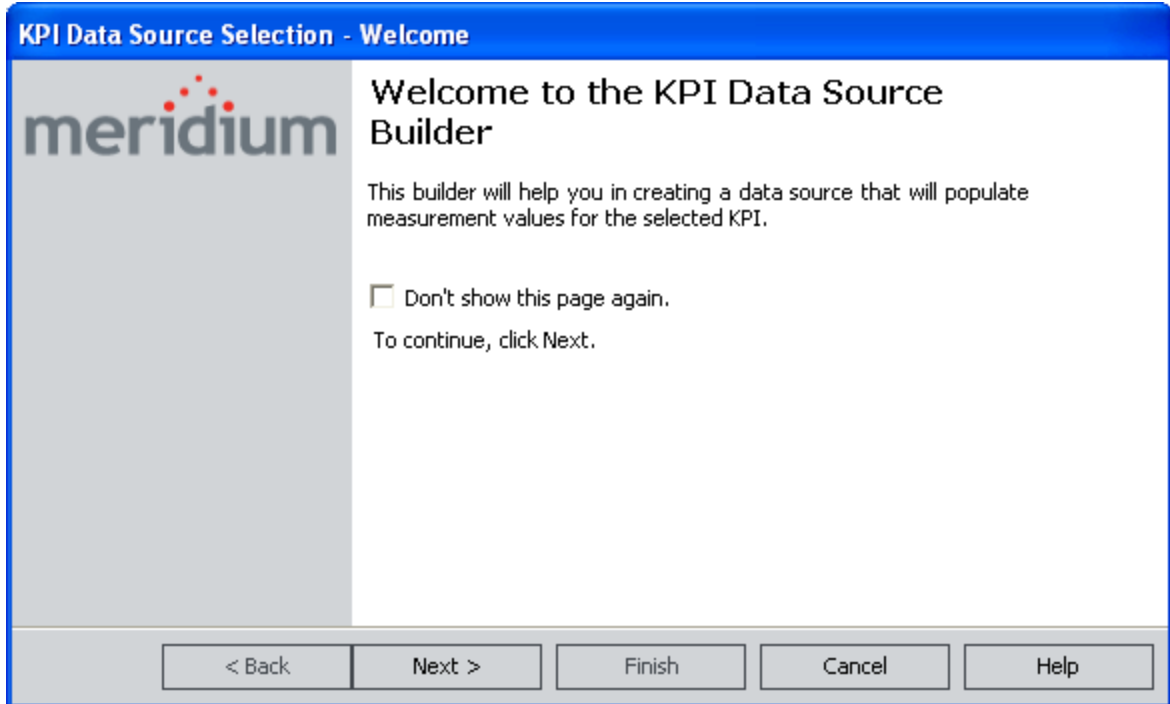 KPI Data Source Selection - Welcome
meridium
Welcome to the KPI Data Source
Builder
This builder will help you in creating a data source that will populate
measurement values for the selected KPI.
Don't show this page again.
To continue, click Next.
< Back
Next >
Finish
Cancel
Help